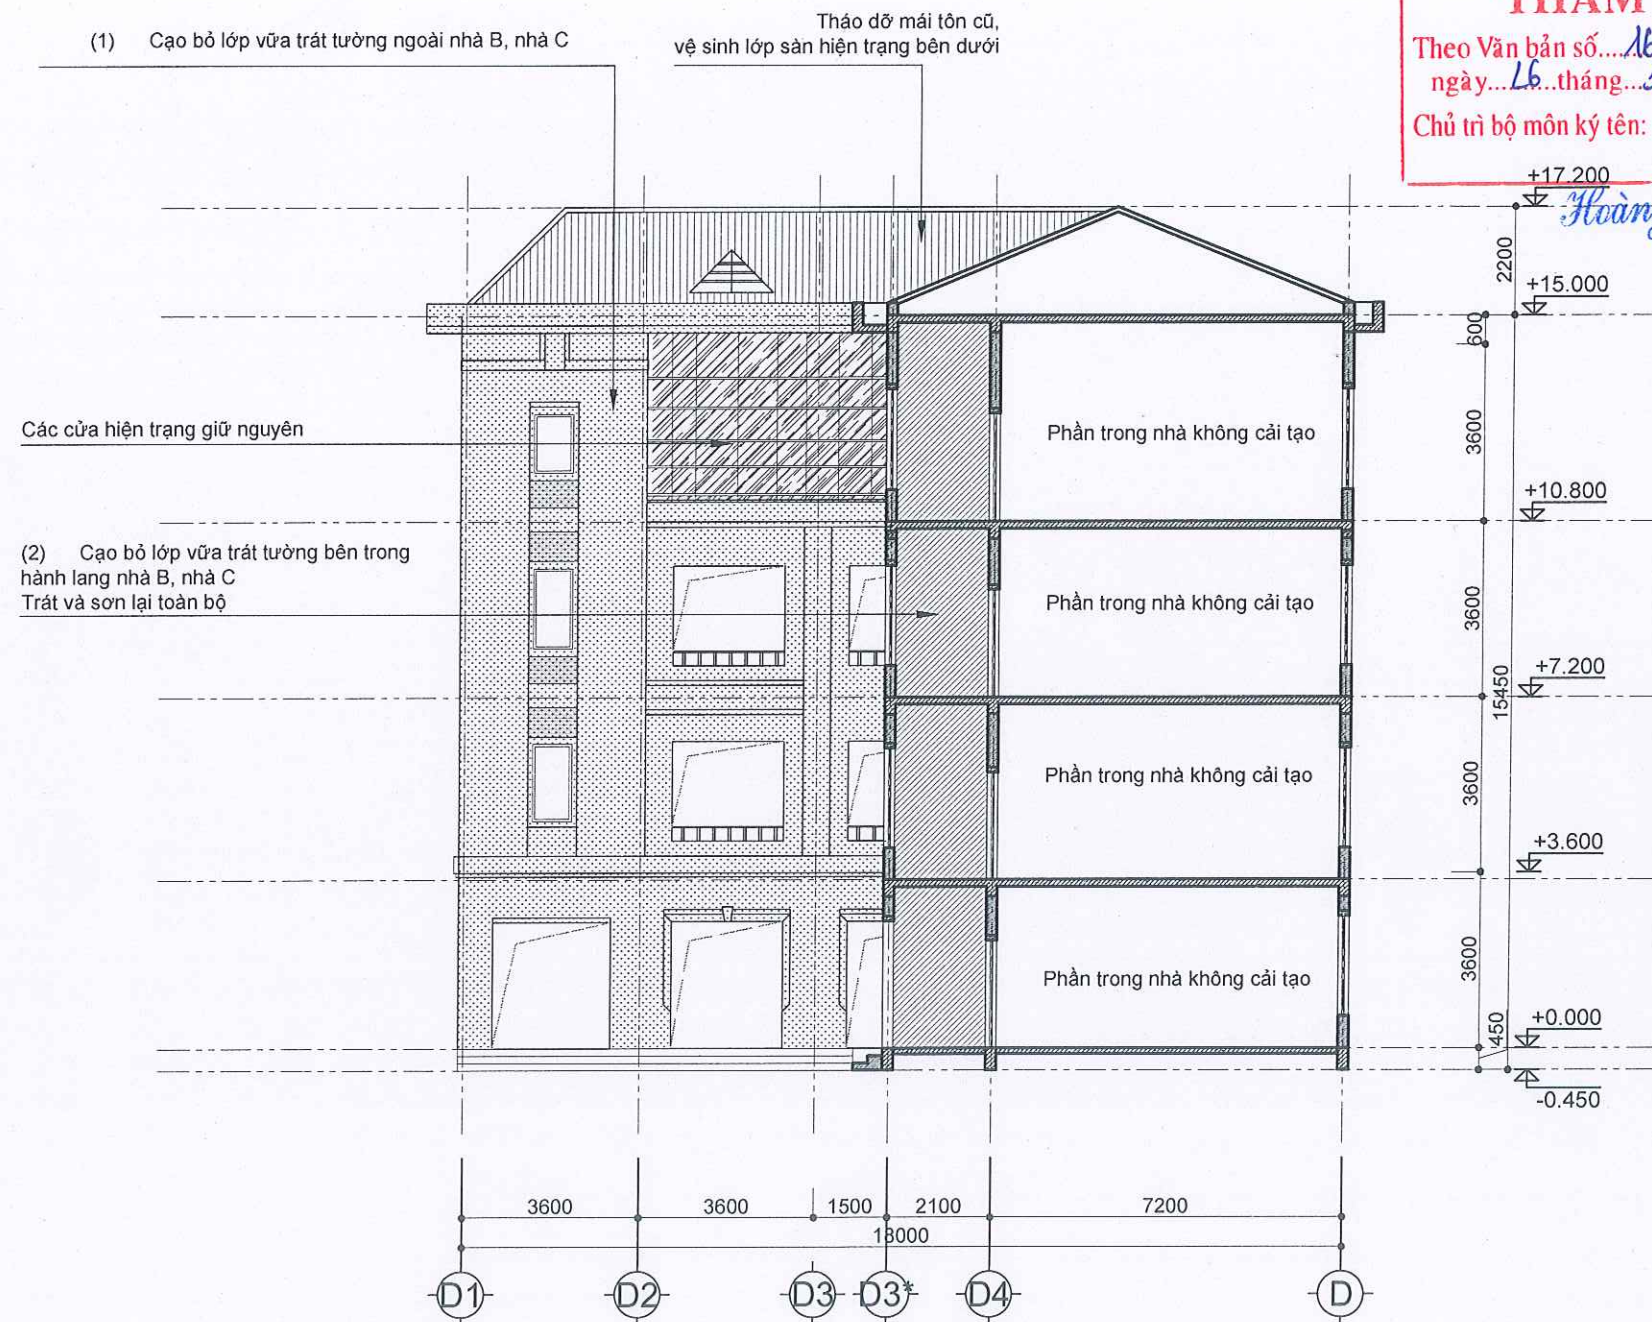 (1) Cạo bỏ lớp vữa trát tường ngoài nhà B, nhà C
Tháo dỡ mái tôn cũ,
vệ sinh lớp sàn hiện trạng bên dưới
Theo Văn bản số.....16
ngày...26...tháng...
Chủ trì bộ môn ký tên:
Hoàng
+17.200
2200
+15.000
600
Các cửa hiện trạng giữ nguyên
Phần trong nhà không cải tạo
3600
+10.800
(2) Cạo bỏ lớp vữa trát tường bên trong
hành lang nhà B, nhà C
Trát và sơn lại toàn bộ
Phần trong nhà không cải tạo
3600
+7.200
15450
Phần trong nhà không cải tạo
3600
+3.600
Phần trong nhà không cải tạo
3600
+0.000
450
-0.450
3600 3600 1500 2100 7200
18000
D1 D2 D3 D3* D4 D